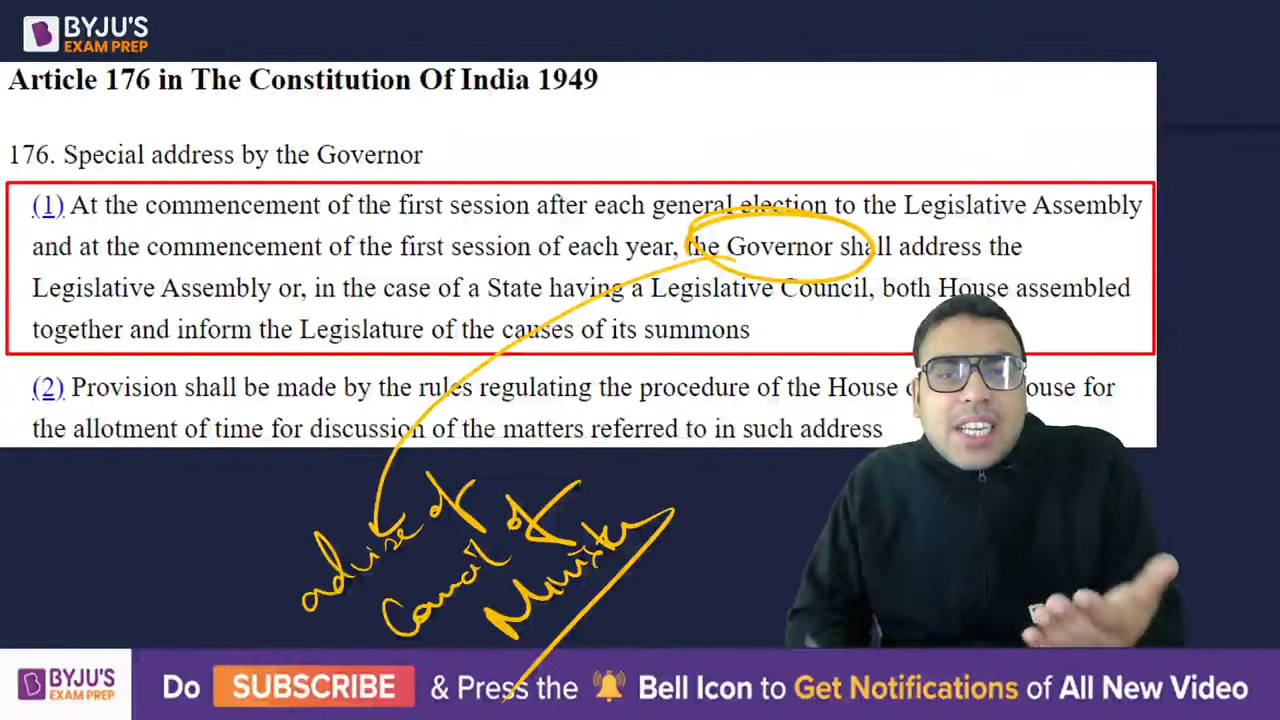 BYJU'S
EXAM PREP
Article 176 in The Constitution Of India 1949
176. Special address by the Governor
(1) At the commencement of the first session after each general election to the Legislative Assembly
and at the commencement of the first session of each year, the Governor shall address the
Legislative Assembly or, in the case of a State having a Legislative Council, both House assembled
together and inform the Legislature of the causes of its summons
(2) Provision shall be made by the rules regulating the procedure of the House ouse for
the allotment of time for discussion of the matters referred to in such address
advise of
Council of
Minister
BYJU'S
EXAM PREP
Do SUBSCRIBE & Press the Bell Icon to Get Notifications of All New Video